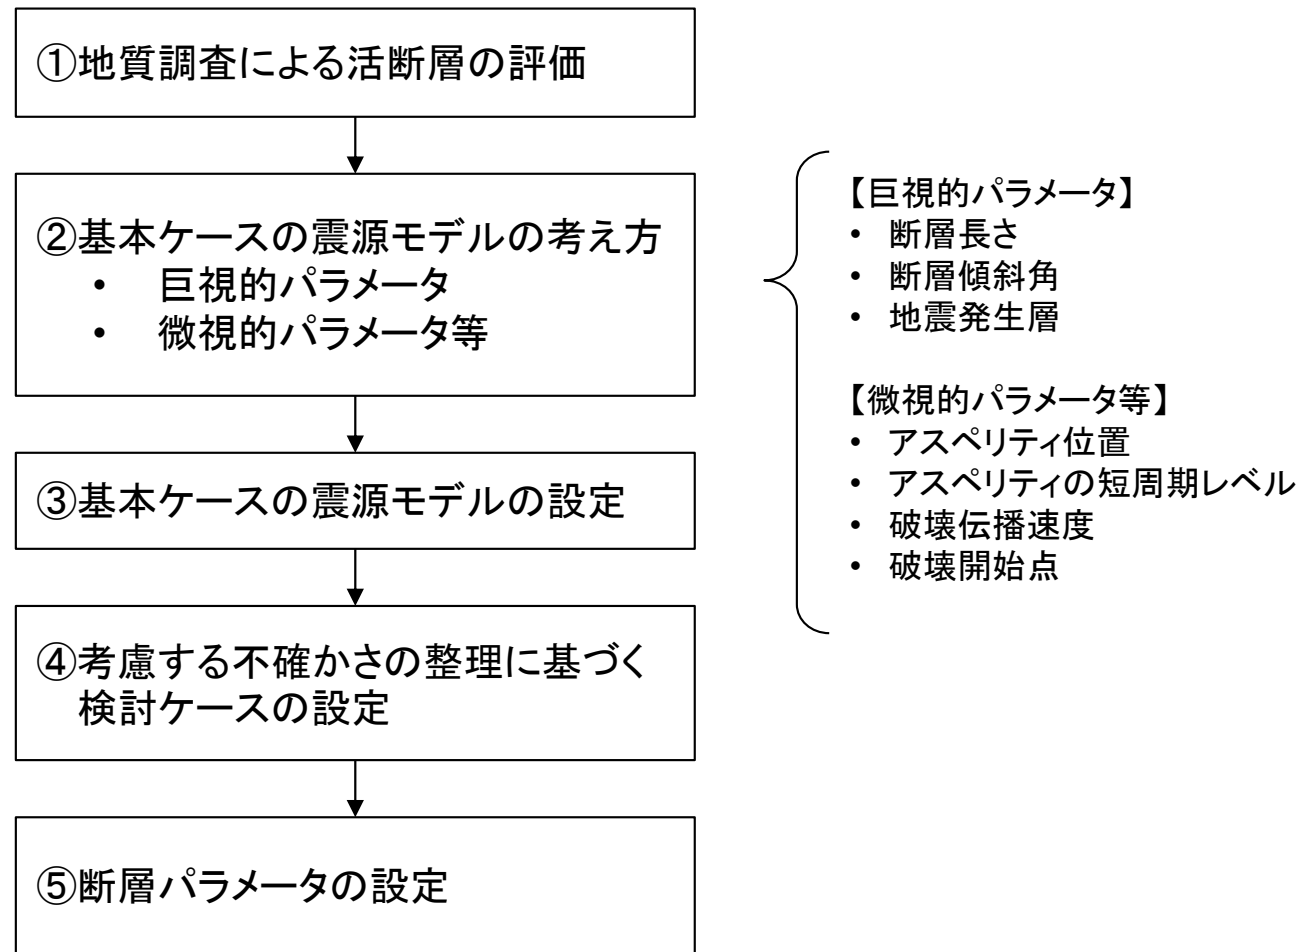 ①地質調査による活断層の評価
②基本ケースの震源モデルの考え方
• 巨視的パラメータ
• 微視的パラメータ等
③基本ケースの震源モデルの設定
④考慮する不確かさの整理に基づく
検討ケースの設定
⑤断層パラメータの設定
【巨視的パラメータ】
• 断層長さ
• 断層傾斜角
• 地震発生層
【微視的パラメータ等】
• アスペリティ位置
• アスペリティの短周期レベル
• 破壊伝播速度
• 破壊開始点